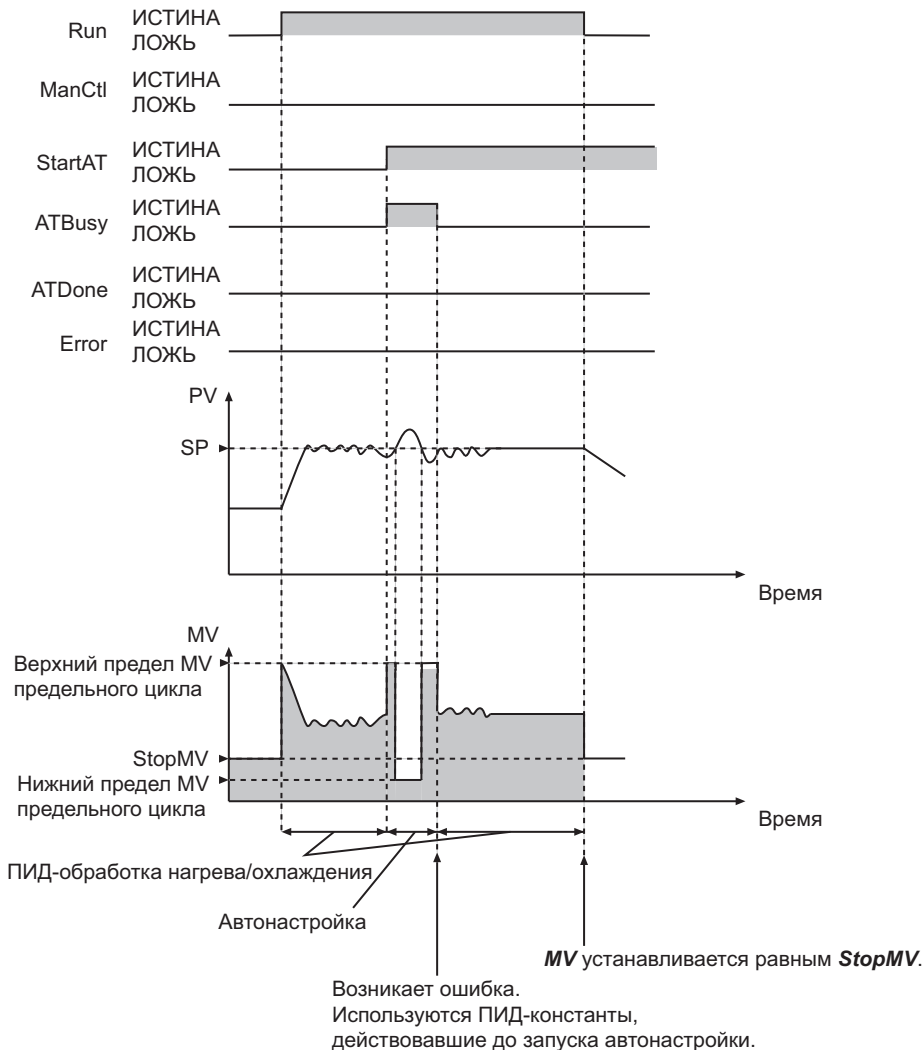 Run
ИСТИНА
ЛОЖЬ
ManCtl
ИСТИНА
ЛОЖЬ
StartAT
ИСТИНА
ЛОЖЬ
ATBusy
ИСТИНА
ЛОЖЬ
ATDone
ИСТИНА
ЛОЖЬ
Error
ИСТИНА
ЛОЖЬ
PV
SP
Время
MV
Верхний предел MV
предельного цикла
StopMV
Нижний предел MV
предельного цикла
Время
ПИД-обработка нагрева/охлаждения
Автонастройка
MV устанавливается равным StopMV.
Возникает ошибка.
Используются ПИД-константы,
действовавшие до запуска автонастройки.